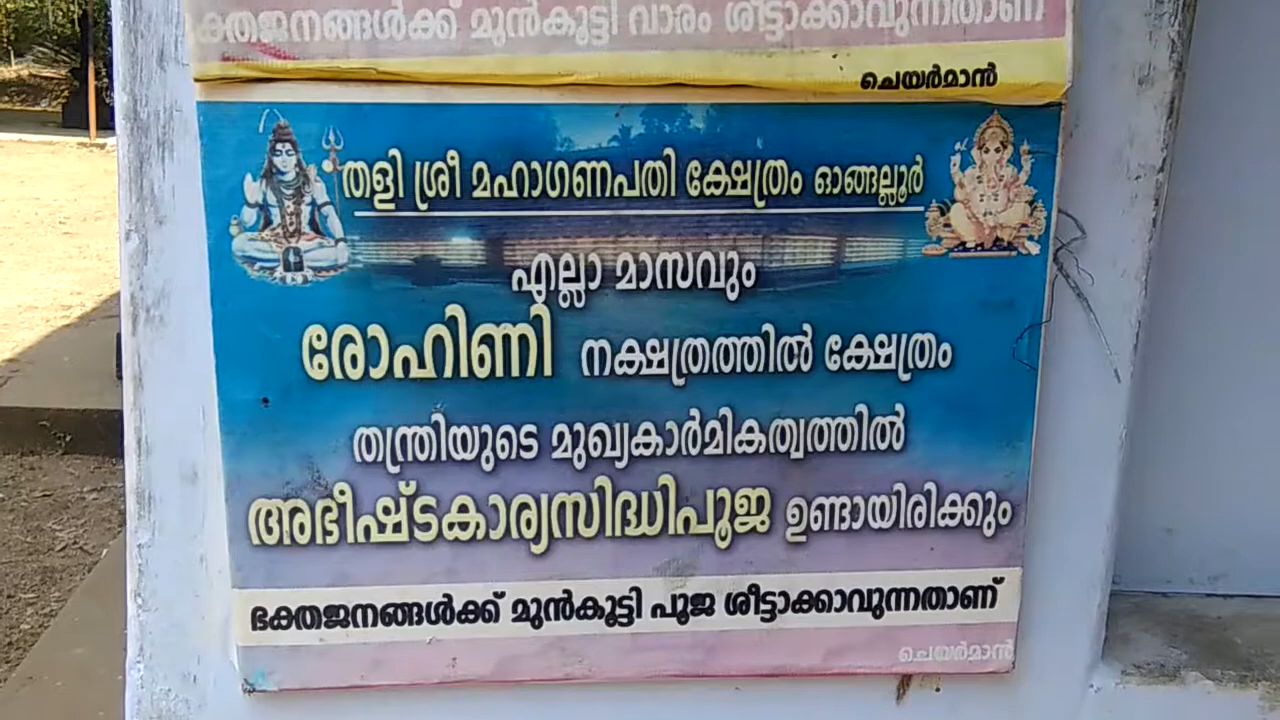 ഭക്തജനങ്ങൾക്ക് മുൻകൂട്ടി വാരം ശീട്ടാക്കാവുന്നതാണ്
ചെയർമാൻ
തളി ശ്രീ മഹാഗണപതി ക്ഷേത്രം ഓങ്ങല്ലൂർ
എല്ലാ മാസവും
രോഹിണി നക്ഷത്രത്തിൽ ക്ഷേത്രം
തന്ത്രിയുടെ മുഖ്യകാർമികത്വത്തിൽ
അഭീഷ്ടകാര്യസിദ്ധിപൂജ ഉണ്ടായിരിക്കും
ഭക്തജനങ്ങൾക്ക് മുൻകൂട്ടി പൂജ ശീട്ടാക്കാവുന്നതാണ്
ചെയർമാൻ